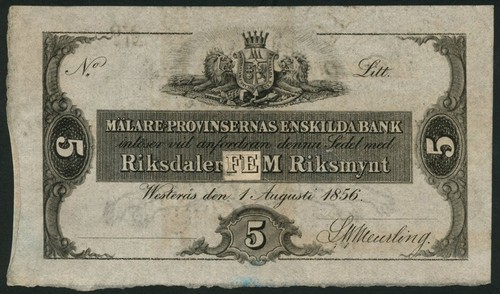 No Litt.
MÄLARE-PROVINSERNAS ENSKILDA BANK
5 inlöser vid anfordran denna Sedel med 5
Riksdaler FEM Riksmynt
Westerås den 1 Augusti 1856
5